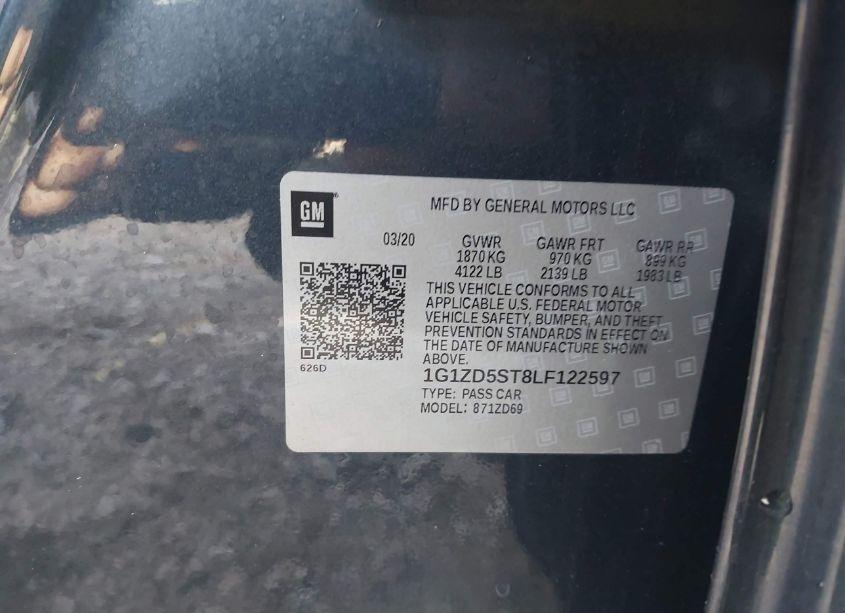 GM
MFD BY GENERAL MOTORS LLC
03/20 GVWR GAWR FRT GAWR RR
1870 KG 970 KG 899 KG
4122 LB 2139 LB 1983 LB
THIS VEHICLE CONFORMS TO ALL
APPLICABLE U.S. FEDERAL MOTOR
VEHICLE SAFETY, BUMPER, AND THEFT
PREVENTION STANDARDS IN EFFECT ON
THE DATE OF MANUFACTURE SHOWN
ABOVE.
626D
1G1ZD5ST8LF122597
TYPE: PASS CAR
MODEL: 871ZD69